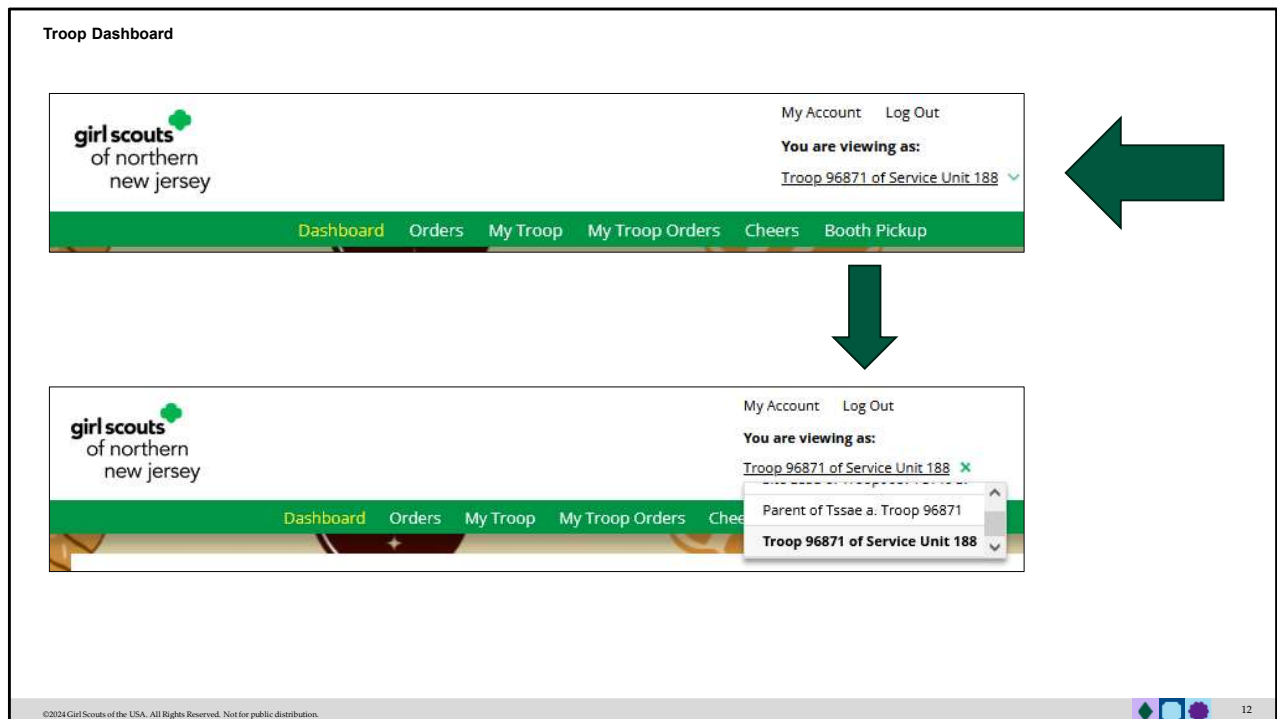 Troop Dashboard
girl scouts
of northern
new jersey
My Account Log Out
You are viewing as:
Troop 96871 of Service Unit 188
Dashboard Orders My Troop My Troop Orders Cheers Booth Pickup
girl scouts
of northern
new jersey
My Account Log Out
You are viewing as:
Troop 96871 of Service Unit 188
Dashboard Orders My Troop My Troop Orders Chee
Parent of Tssae a. Troop 96871
Troop 96871 of Service Unit 188
©2024 Girl Scouts of the USA. All Rights Reserved. Not for public distribution.
12